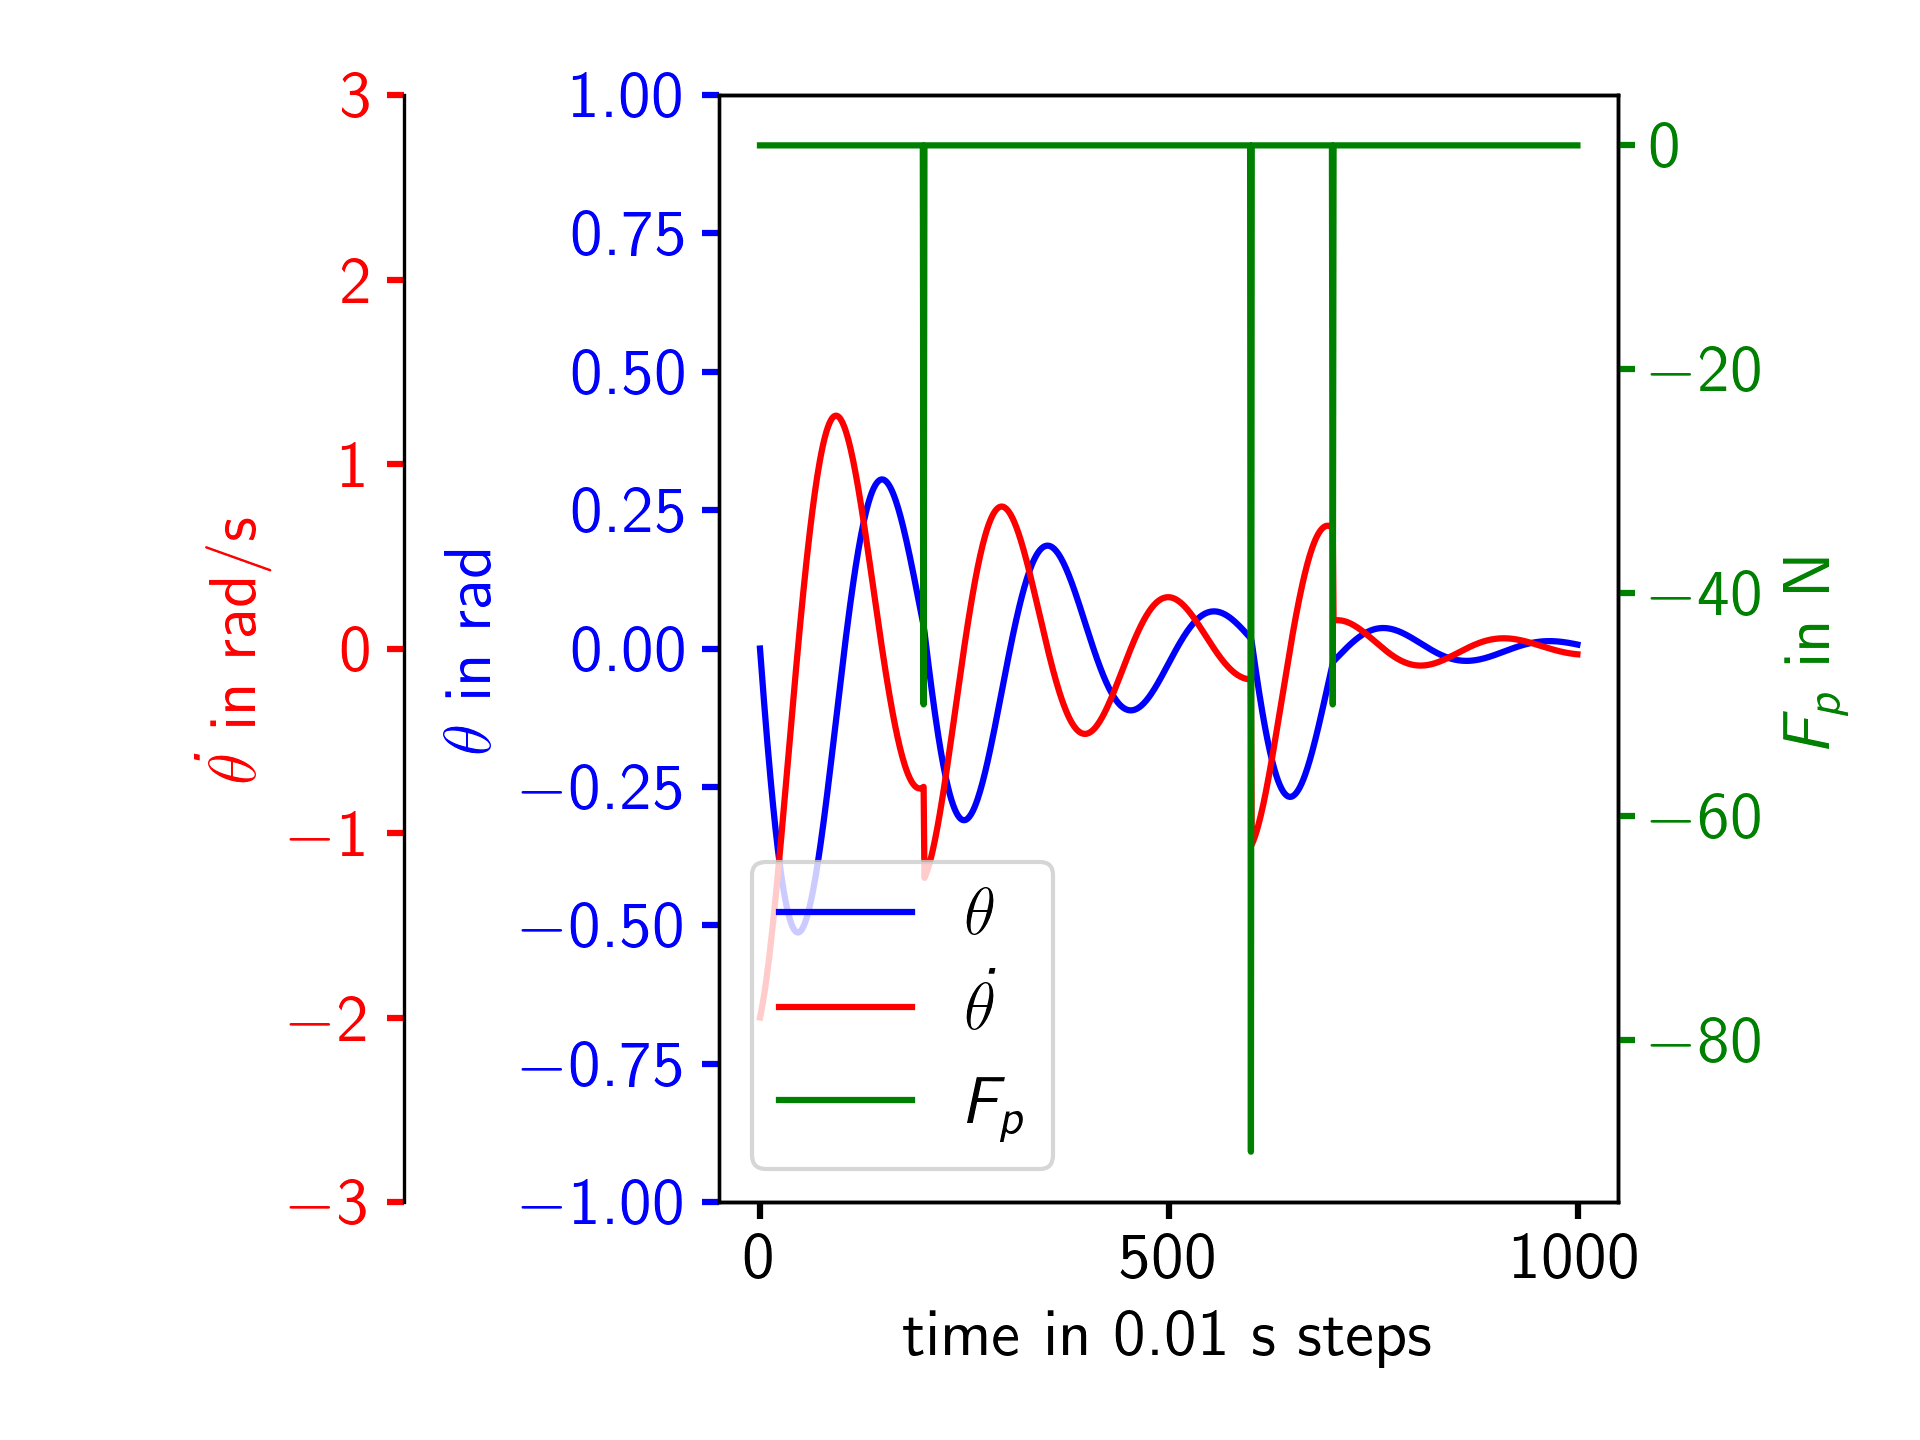 3
2
1
0
−1
−2
−3
θ̇ in rad/s
1.00
0.75
0.50
0.25
0.00
−0.25
−0.50
−0.75
−1.00
θ in rad
0
−20
−40
−60
−80
F_p in N
θ
θ̇
F_p
0 500 1000
time in 0.01 s steps